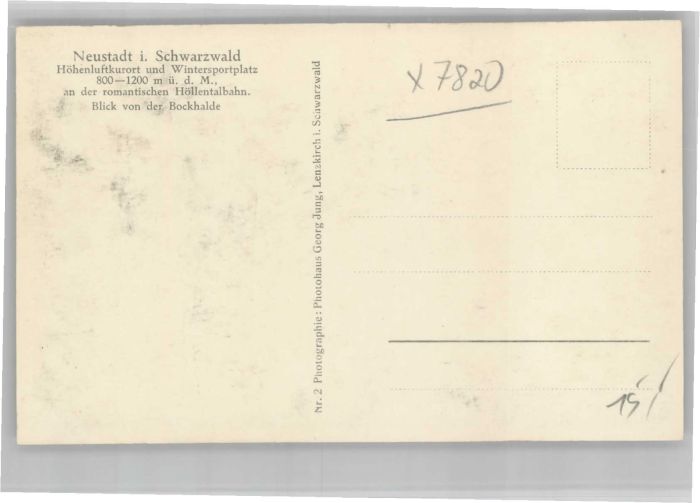 Neustadt i. Schwarzwald
Höhenluftkurort und Wintersportplatz
800—1200 m ü. d. M.,
an der romantischen Höllentalbahn.
Blick von der Bockhalde
Nr. 2 Photographie: Photohaus Georg Jung, Lenzkirch i. Schwarzwald
x 7820
15/